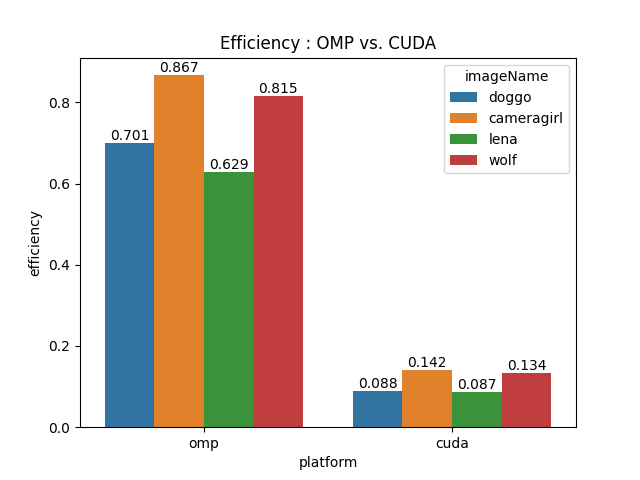 Efficiency : OMP vs. CUDA
imageName
doggo
cameragirl
lena
wolf
efficiency
0.8
0.6
0.4
0.2
0.0
0.701
0.867
0.629
0.815
0.088
0.142
0.087
0.134
omp
cuda
platform